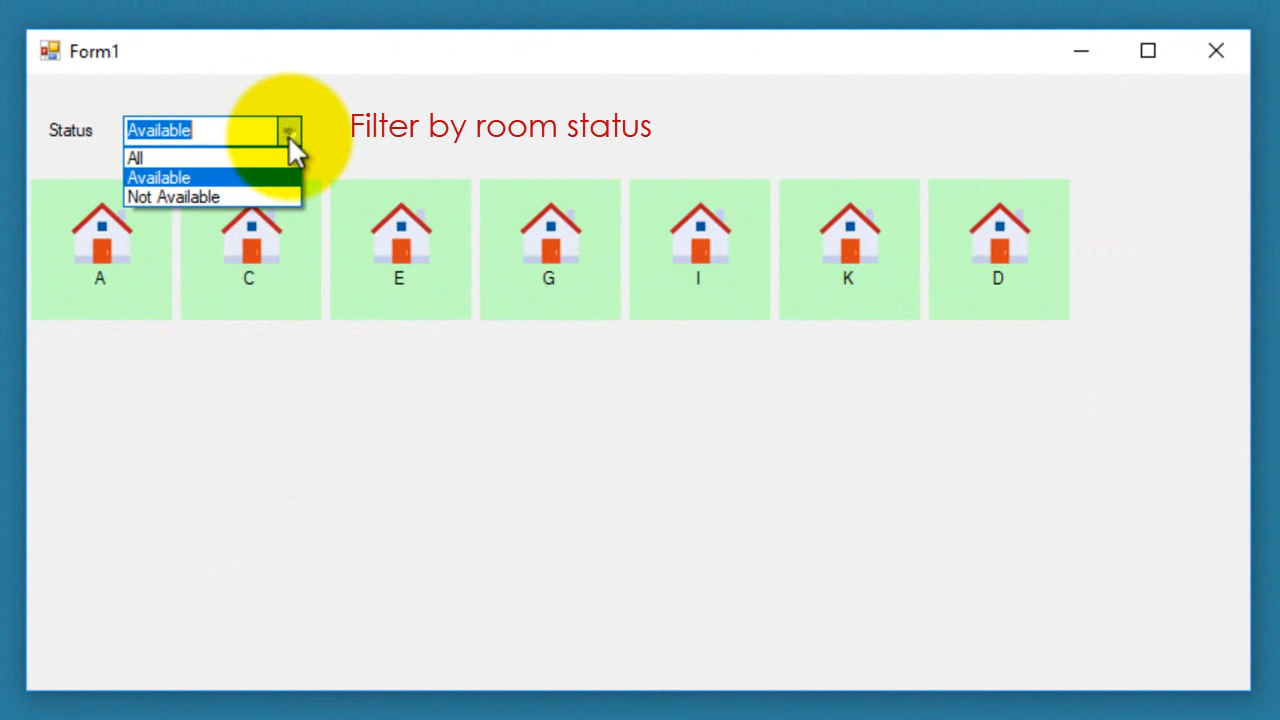 Form1
Status
Available
Filter by room status
All
Available
Not Available
A C E G I K D